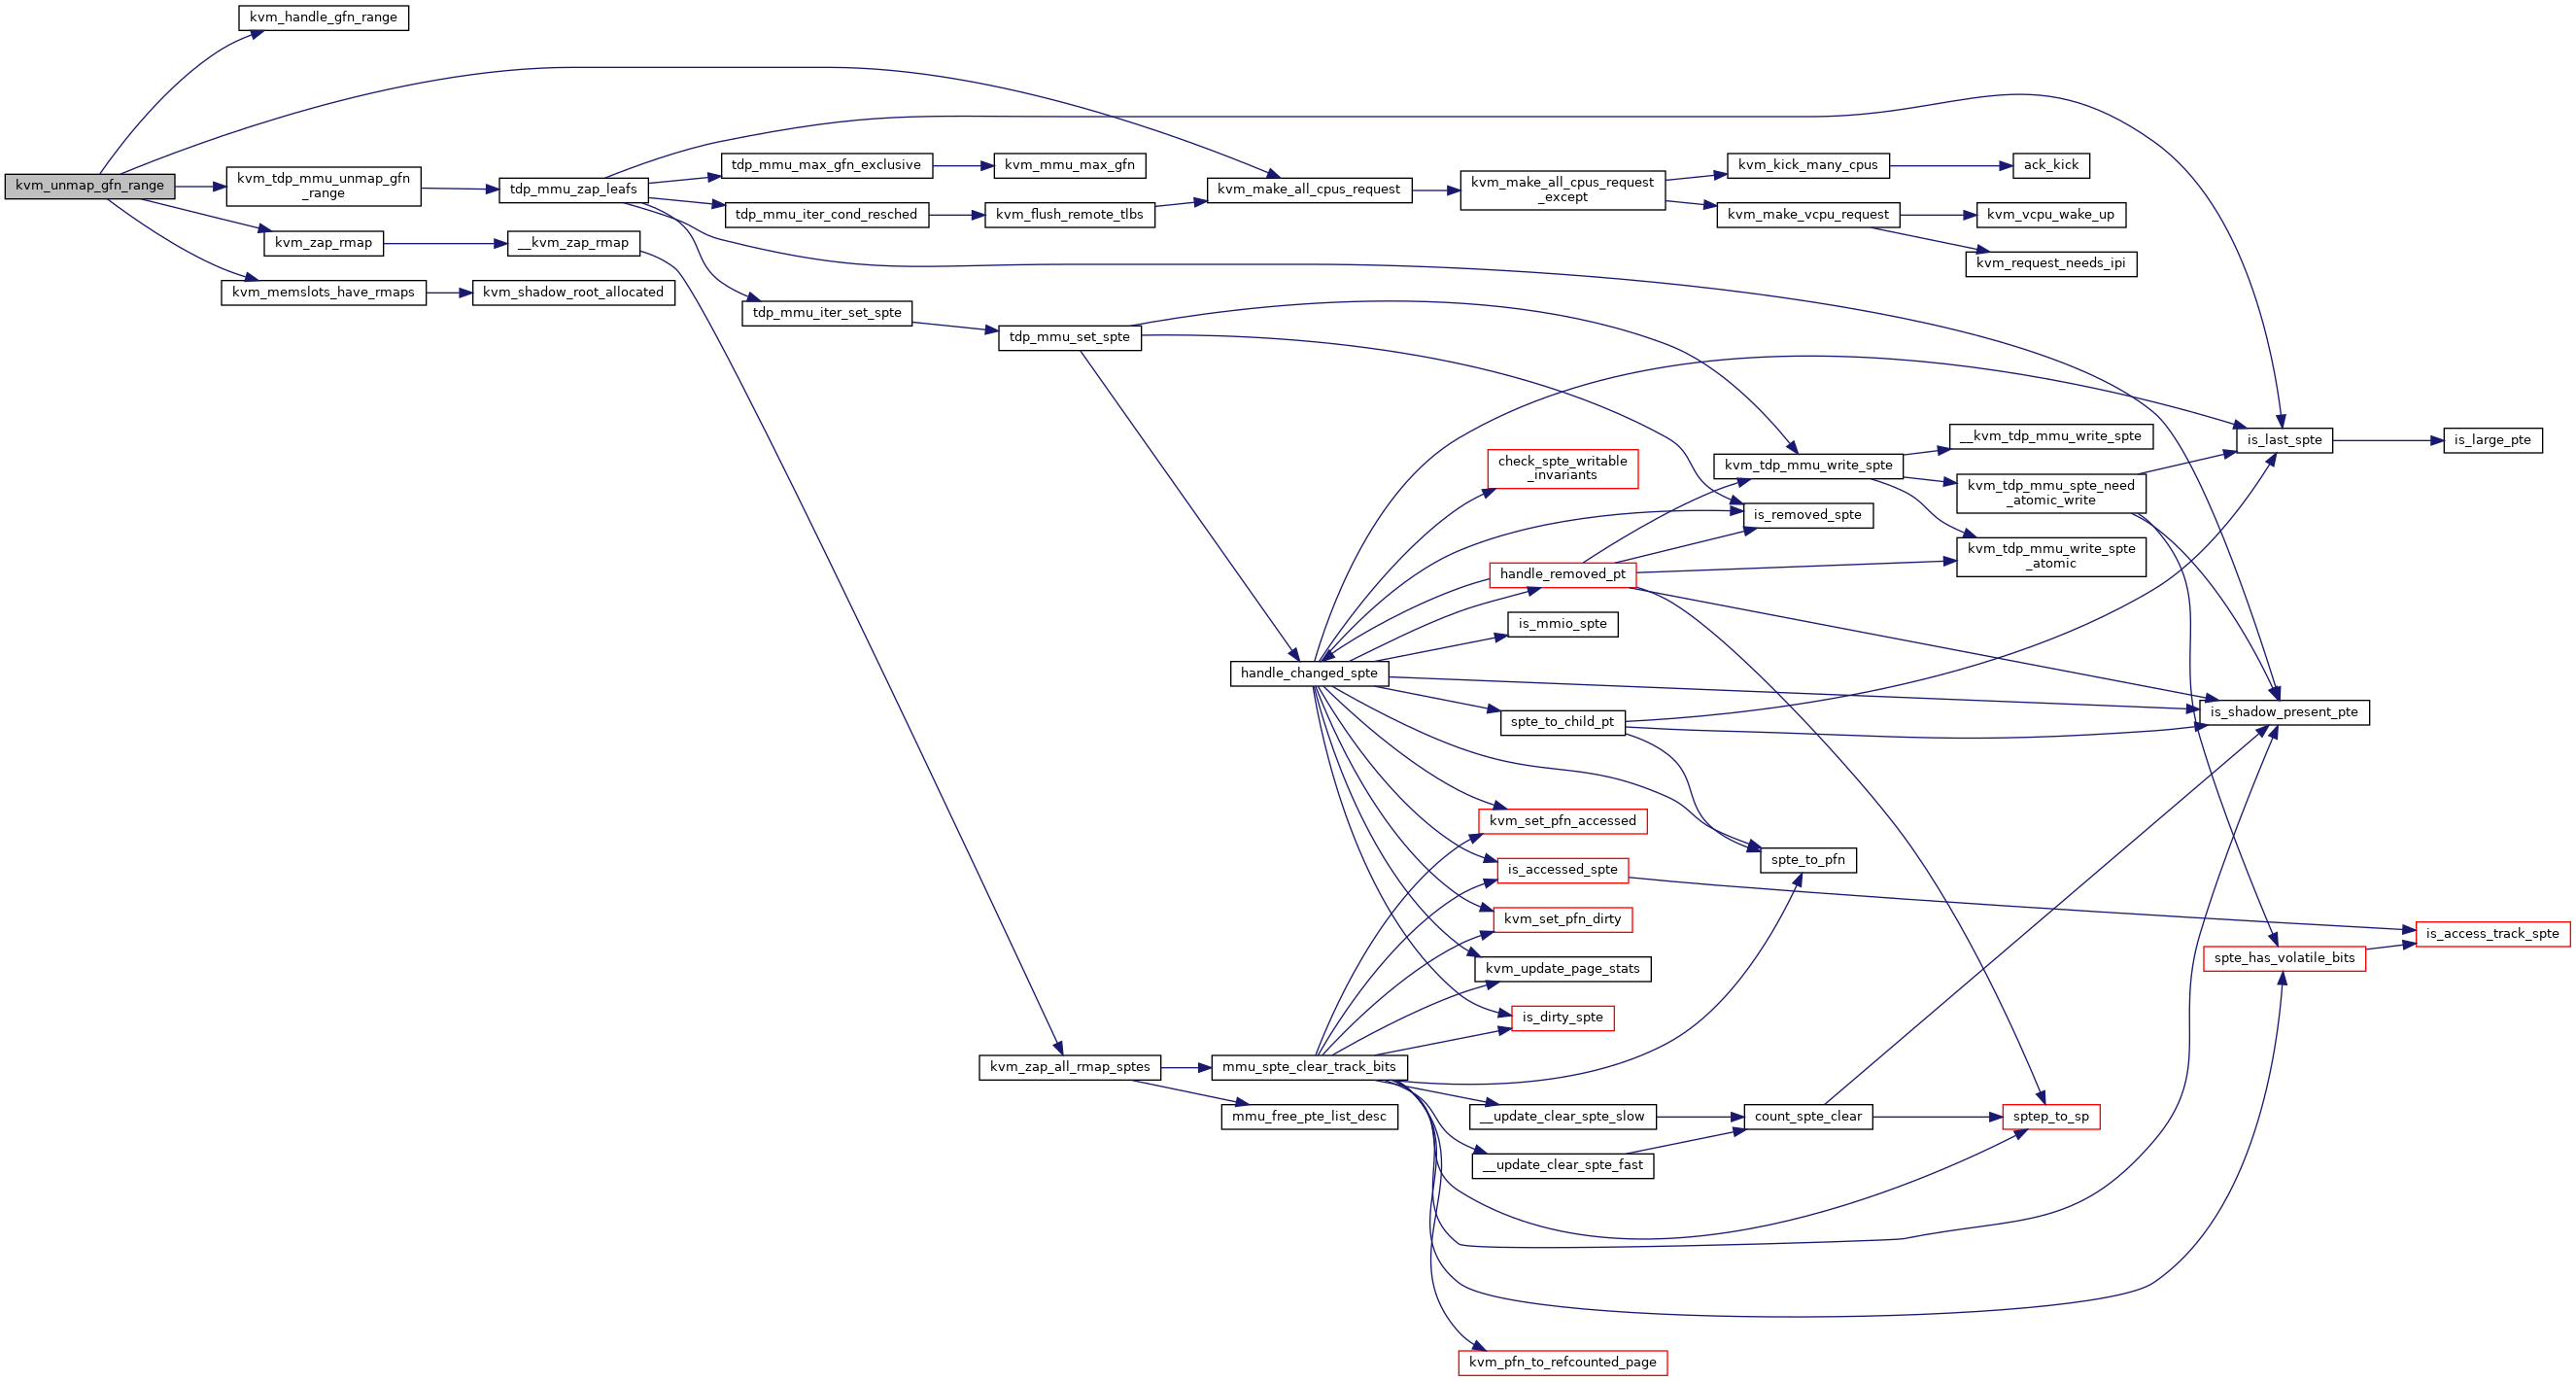 kvm_handle_gfn_range
kvm_unmap_gfn_range
kvm_tdp_mmu_unmap_gfn
_range
kvm_zap_rmap
kvm_memslots_have_rmaps
tdp_mmu_zap_leafs
__kvm_zap_rmap
kvm_shadow_root_allocated
tdp_mmu_max_gfn_exclusive
tdp_mmu_iter_cond_resched
tdp_mmu_iter_set_spte
kvm_mmu_max_gfn
kvm_flush_remote_tlbs
tdp_mmu_set_spte
kvm_zap_all_rmap_sptes
kvm_make_all_cpus_request
handle_changed_spte
mmu_spte_clear_track_bits
mmu_free_pte_list_desc
kvm_make_all_cpus_request
_except
check_spte_writable
_invariants
handle_removed_pt
is_mmio_spte
spte_to_child_pt
kvm_set_pfn_accessed
is_accessed_spte
kvm_set_pfn_dirty
kvm_update_page_stats
is_dirty_spte
__update_clear_spte_slow
__update_clear_spte_fast
kvm_pfn_to_refcounted_page
kvm_kick_many_cpus
kvm_make_vcpu_request
kvm_tdp_mmu_write_spte
is_removed_spte
spte_to_pfn
count_spte_clear
ack_kick
kvm_vcpu_wake_up
kvm_request_needs_ipi
__kvm_tdp_mmu_write_spte
kvm_tdp_mmu_spte_need
_atomic_write
kvm_tdp_mmu_write_spte
_atomic
sptep_to_sp
is_last_spte
is_shadow_present_pte
spte_has_volatile_bits
is_large_pte
is_access_track_spte